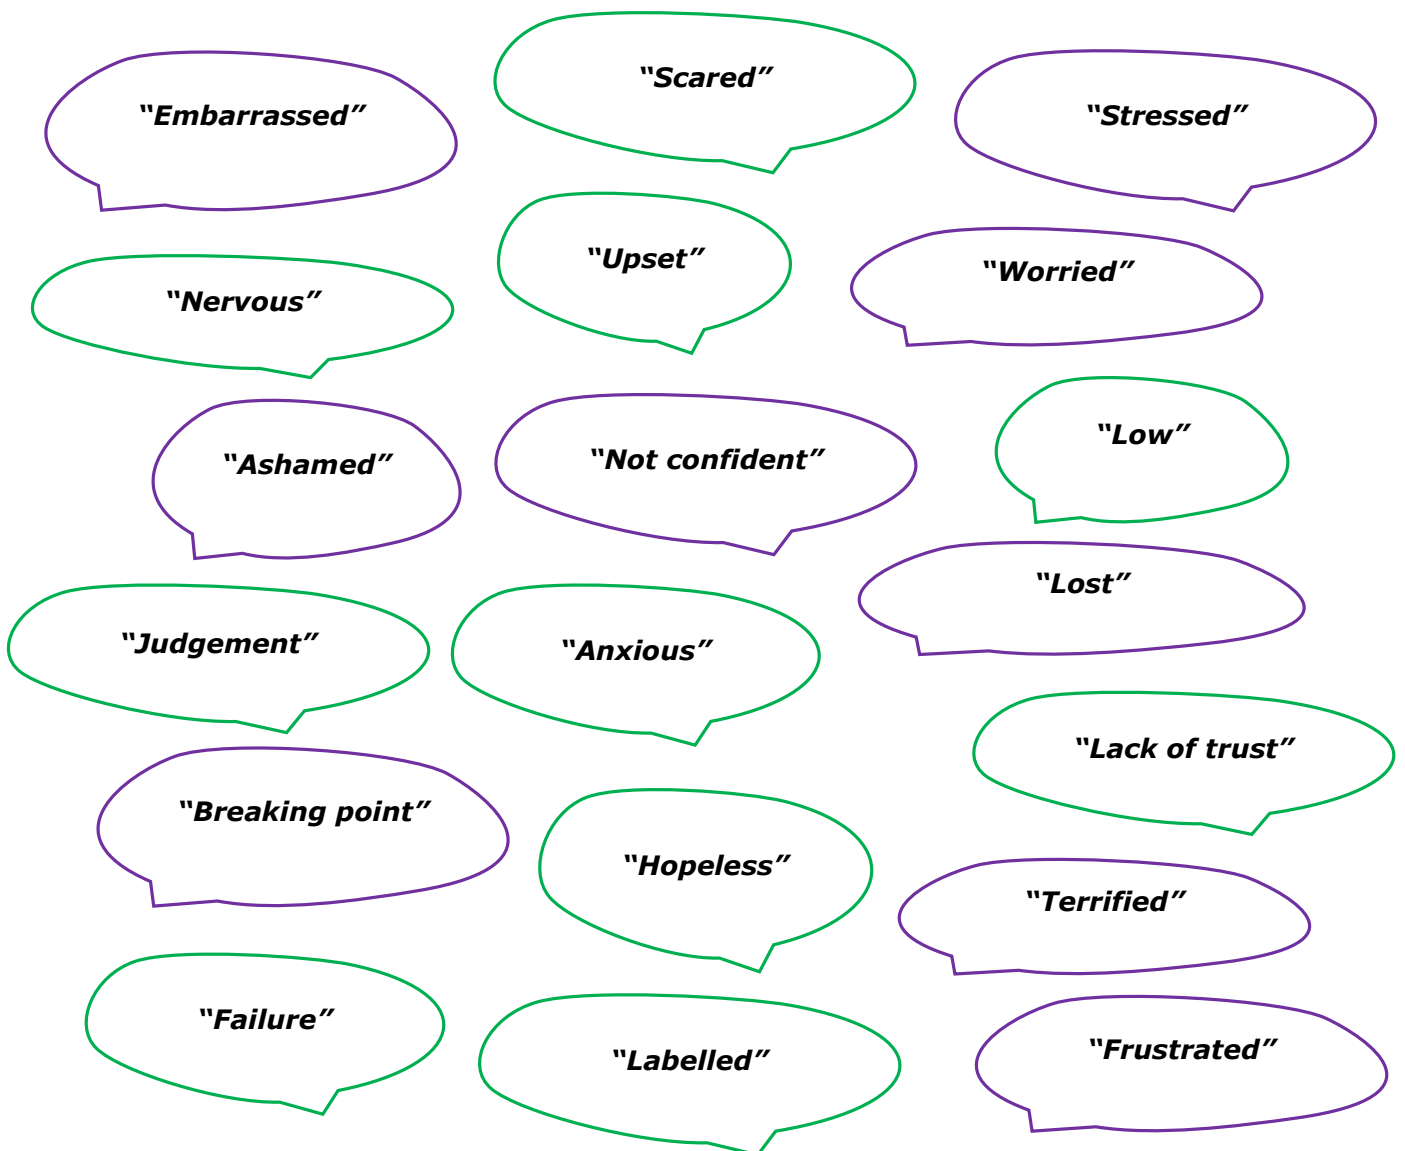 “Scared”
“Embarrassed”
“Stressed”
“Upset”
“Worried”
“Nervous”
“Low”
“Not confident”
“Ashamed”
“Lost”
“Judgement”
“Anxious”
“Lack of trust”
“Breaking point”
“Hopeless”
“Terrified”
“Failure”
“Labelled”
“Frustrated”